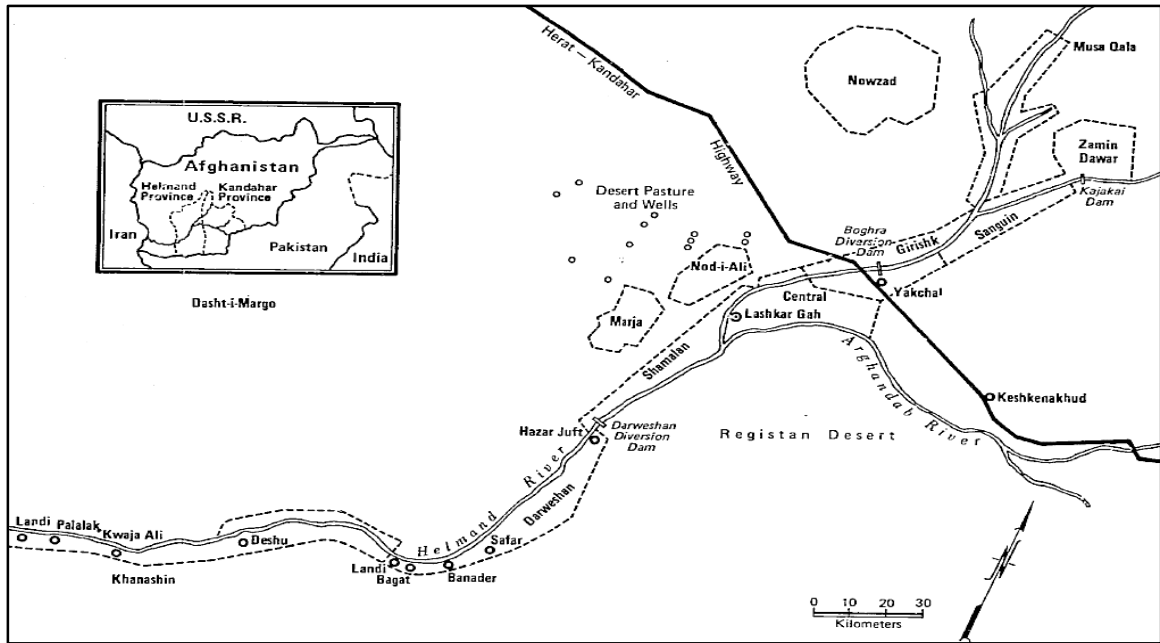 Herat — Kandahar
Highway
Nowzad
Musa Qala
Zamin
Dawar
Kajakai
Dam
U.S.S.R.
Afghanistan
Helmand
Province
Kandahar
Province
Iran
Pakistan
India
Dasht-i-Margo
Desert Pasture
and Wells
Boghra
Diversion
Dam
Girishk
Sanguin
Nod-i-Ali
Central
Yakchal
Marja
Lashkar Gah
Shamalan
Arghandab River
Keshkenakhud
Hazar Juft
Darweshan
Diversion
Dam
Registan Desert
Helmand River
Darweshan
Landi
Palalak
Kwaja Ali
Deshu
Safar
Landi
Bagat
Banader
Khanashin
0 10 20 30
Kilometers